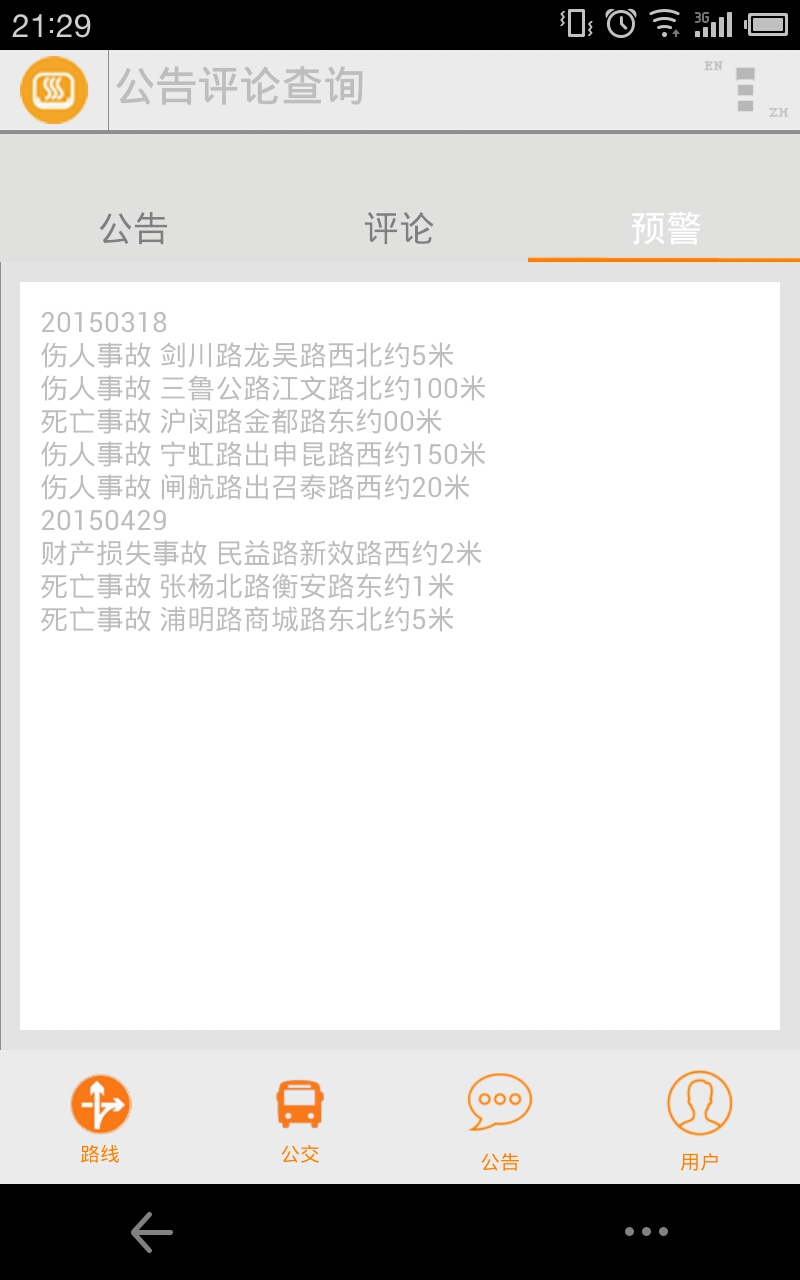 21:29
3G
公告评论查询
EN
ZH
公告
评论
预警
20150318
伤人事故 剑川路龙吴路西北约5米
伤人事故 三鲁公路江文路北约100米
死亡事故 沪闵路金都路东约00米
伤人事故 宁虹路出申昆路西约150米
伤人事故 闸航路出召泰路西约20米
20150429
财产损失事故 民益路新效路西约2米
死亡事故 张杨北路衡安路东约1米
死亡事故 浦明路商城路东北约5米
路线
公交
公告
用户